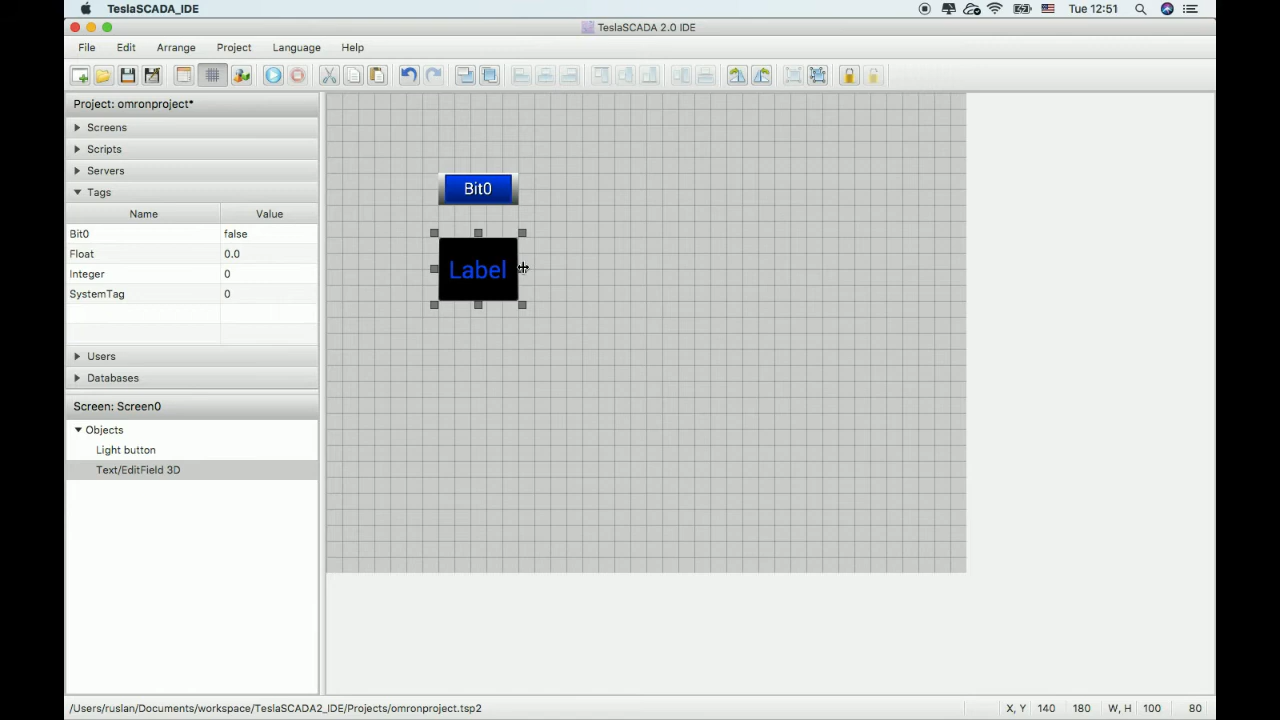 TeslaSCADA_IDE Tue 12:51
TeslaSCADA 2.0 IDE
File Edit Arrange Project Language Help
Project: omronproject*
Screens
Scripts
Servers
Tags
Name Value
Bit0 false
Float 0.0
Integer 0
SystemTag 0
Users
Databases
Screen: Screen0
Objects
Light button
Text/EditField 3D
Bit0
Label
/Users/ruslan/Documents/workspace/TeslaSCADA2_IDE/Projects/omronproject.tsp2 X, Y 140 180 W, H 100 80